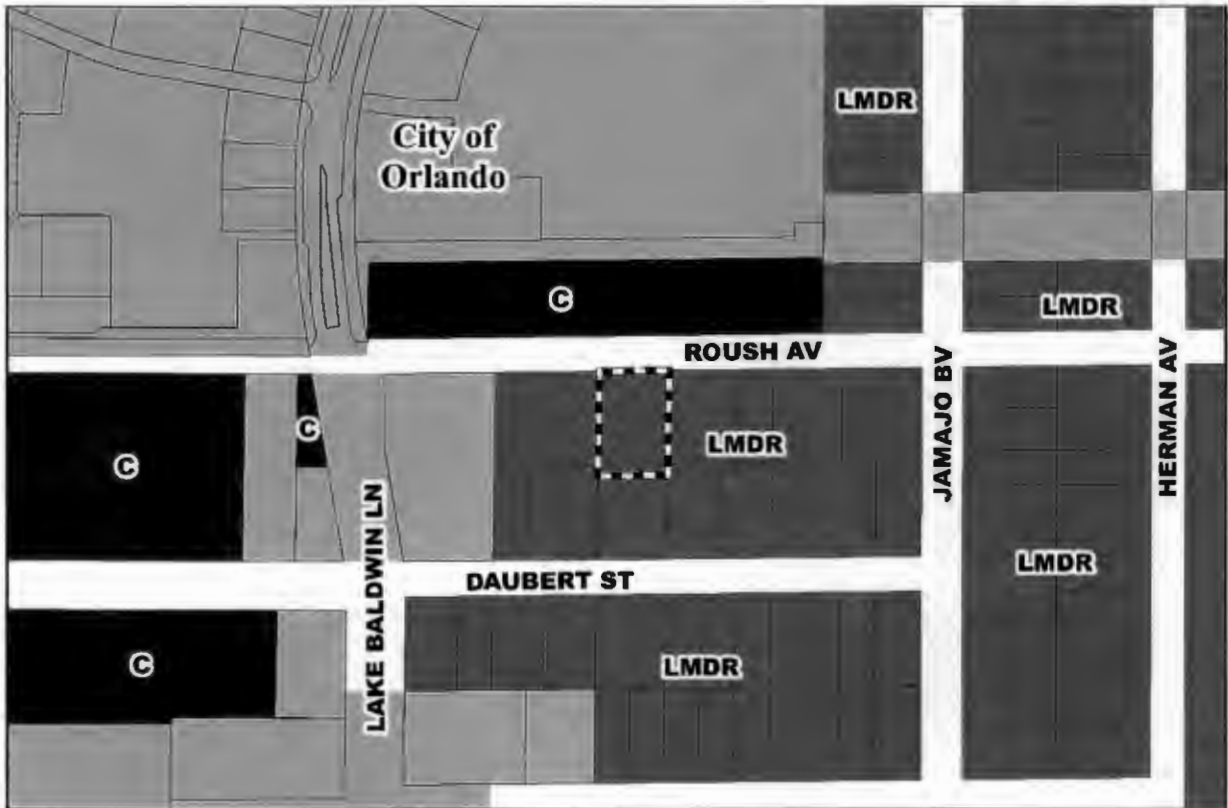 LMDR
City of
Orlando
C
LMDR
ROUSH AV
C
LMDR
C
JAMAJO BV
HERMAN AV
LAKE BALDWIN LN
LMDR
DAUBERT ST
C
LMDR